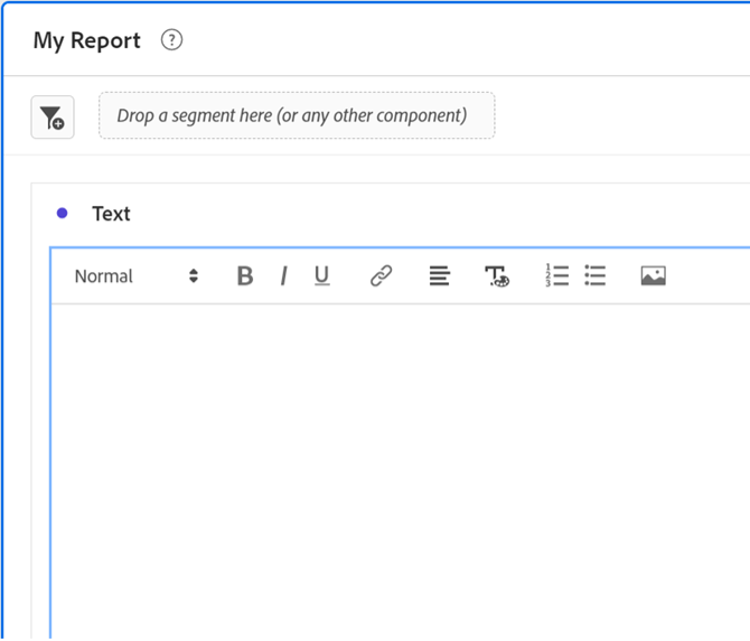 My Report ?
Drop a segment here (or any other component)
Text
Normal B I U